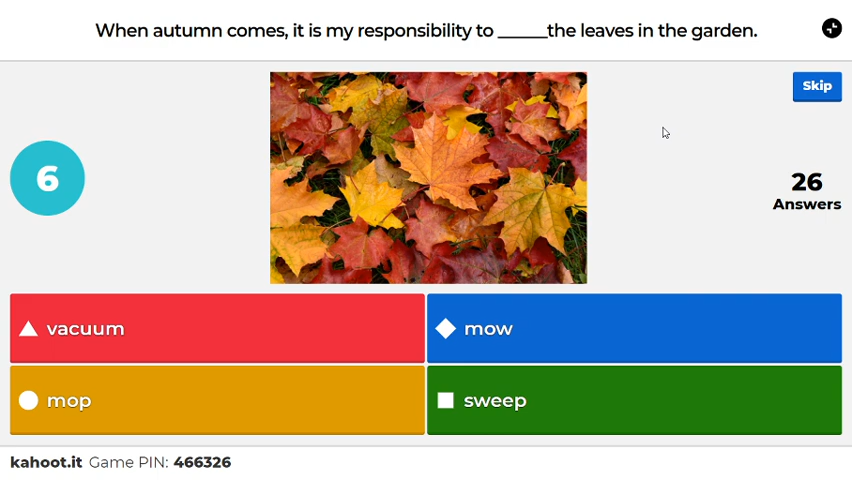 When autumn comes, it is my responsibility to _____the leaves in the garden.
Skip
6
26
Answers
vacuum
mow
mop
sweep
kahoot.it Game PIN: 466326